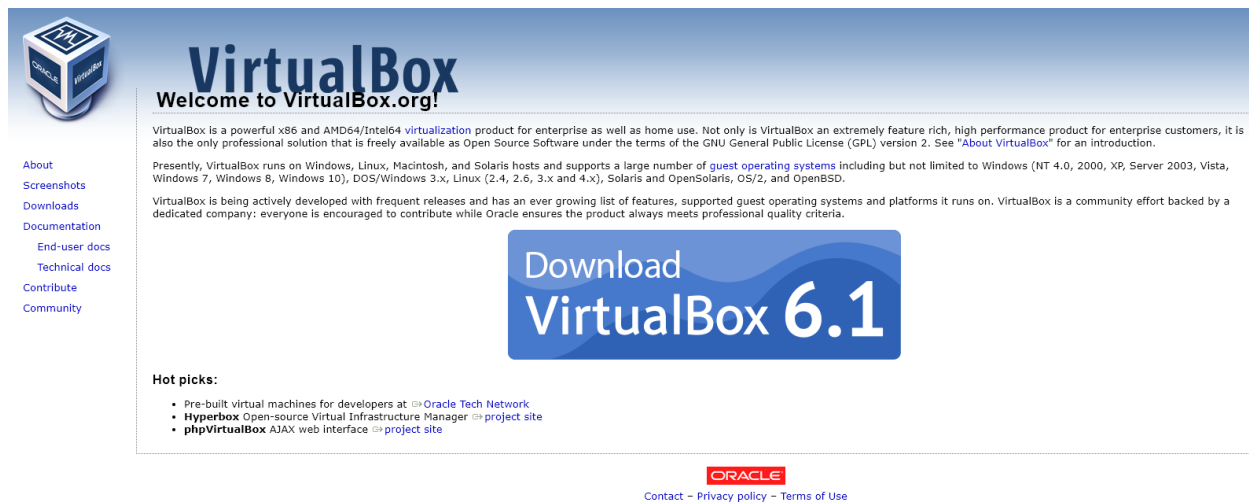 ORACLE
VirtualBox
VirtualBox
Welcome to VirtualBox.org!
VirtualBox is a powerful x86 and AMD64/Intel64 virtualization product for enterprise as well as home use. Not only is VirtualBox an extremely feature rich, high performance product for enterprise customers, it is
also the only professional solution that is freely available as Open Source Software under the terms of the GNU General Public License (GPL) version 2. See "About VirtualBox" for an introduction.
Presently, VirtualBox runs on Windows, Linux, Macintosh, and Solaris hosts and supports a large number of guest operating systems including but not limited to Windows (NT 4.0, 2000, XP, Server 2003, Vista,
Windows 7, Windows 8, Windows 10), DOS/Windows 3.x, Linux (2.4, 2.6, 3.x and 4.x), Solaris and OpenSolaris, OS/2, and OpenBSD.
VirtualBox is being actively developed with frequent releases and has an ever growing list of features, supported guest operating systems and platforms it runs on. VirtualBox is a community effort backed by a
dedicated company: everyone is encouraged to contribute while Oracle ensures the product always meets professional quality criteria.
About
Screenshots
Downloads
Documentation
End-user docs
Technical docs
Contribute
Community
Download
VirtualBox 6.1
Hot picks:
• Pre-built virtual machines for developers at Oracle Tech Network
• Hyperbox Open-source Virtual Infrastructure Manager project site
• phpVirtualBox AJAX web interface project site
ORACLE
Contact – Privacy policy – Terms of Use